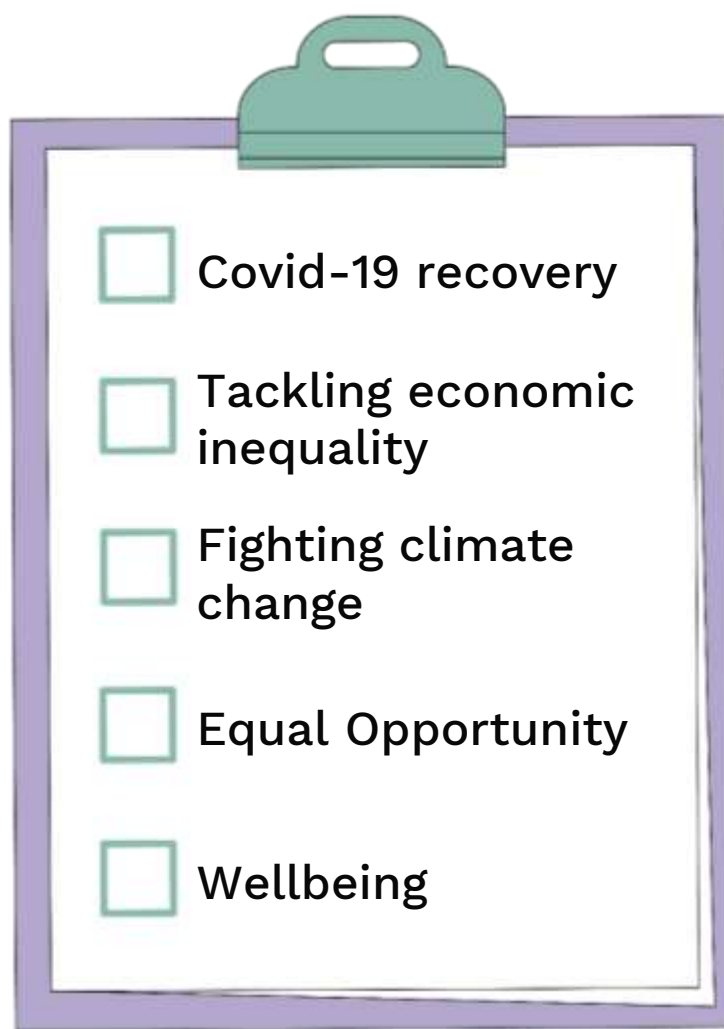 Covid-19 recovery
Tackling economic
inequality
Fighting climate
change
Equal Opportunity
Wellbeing